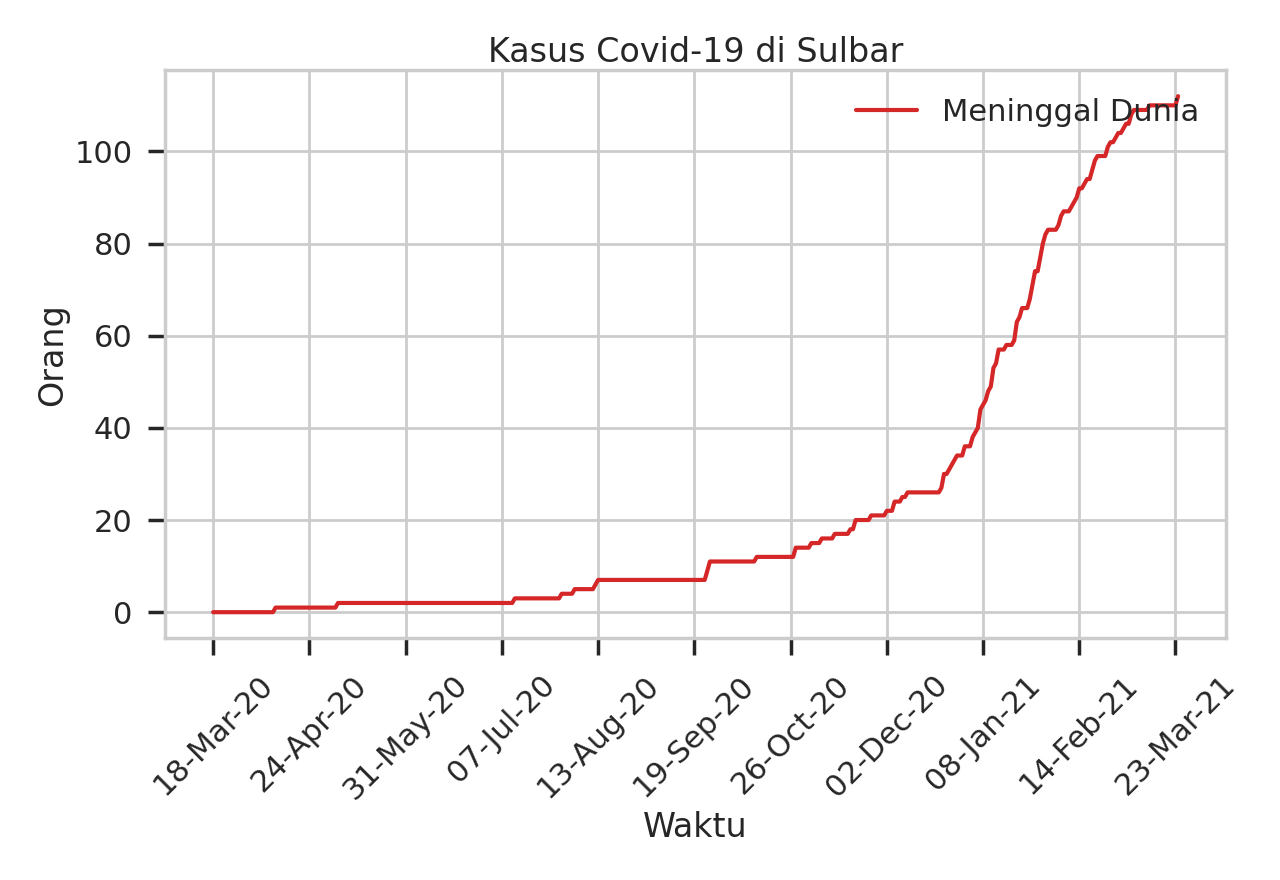 Kasus Covid-19 di Sulbar
Meninggal Dunia
100
80
60
40
20
0
Orang
18-Mar-20
24-Apr-20
31-May-20
07-Jul-20
13-Aug-20
19-Sep-20
26-Oct-20
02-Dec-20
08-Jan-21
14-Feb-21
23-Mar-21
Waktu